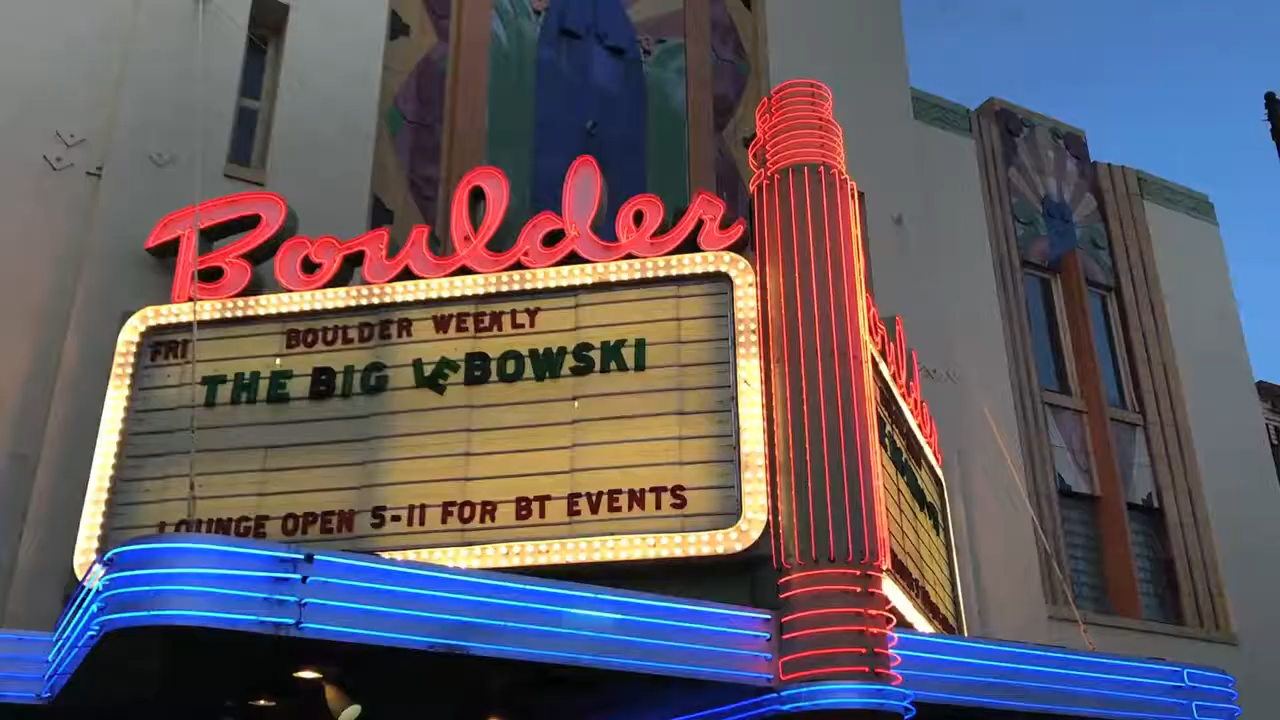 Boulder
BOULDER WEEKLY
FRI
THE BIG LEBOWSKI
LOUNGE OPEN 5-11 FOR BT EVENTS